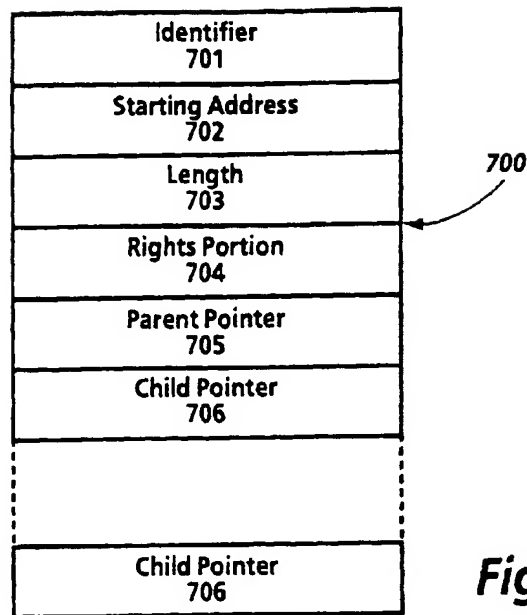 Identifier
701
Starting Address
702
Length
703
700
Rights Portion
704
Parent Pointer
705
Child Pointer
706
Child Pointer
706
Fig